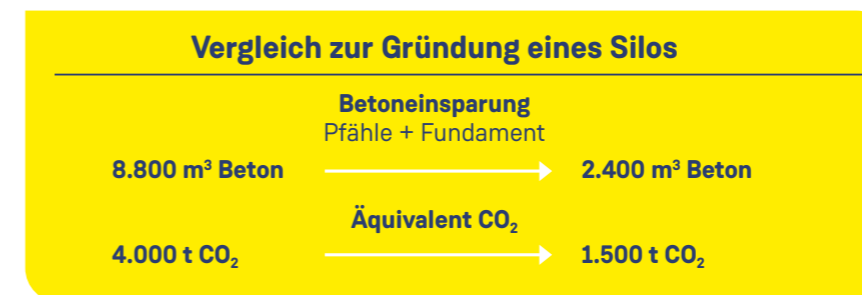 Vergleich zur Gründung eines Silos
Betoneinsparung
Pfähle + Fundament
8.800 m³ Beton 2.400 m³ Beton
Äquivalent CO₂
4.000 t CO₂ 1.500 t CO₂